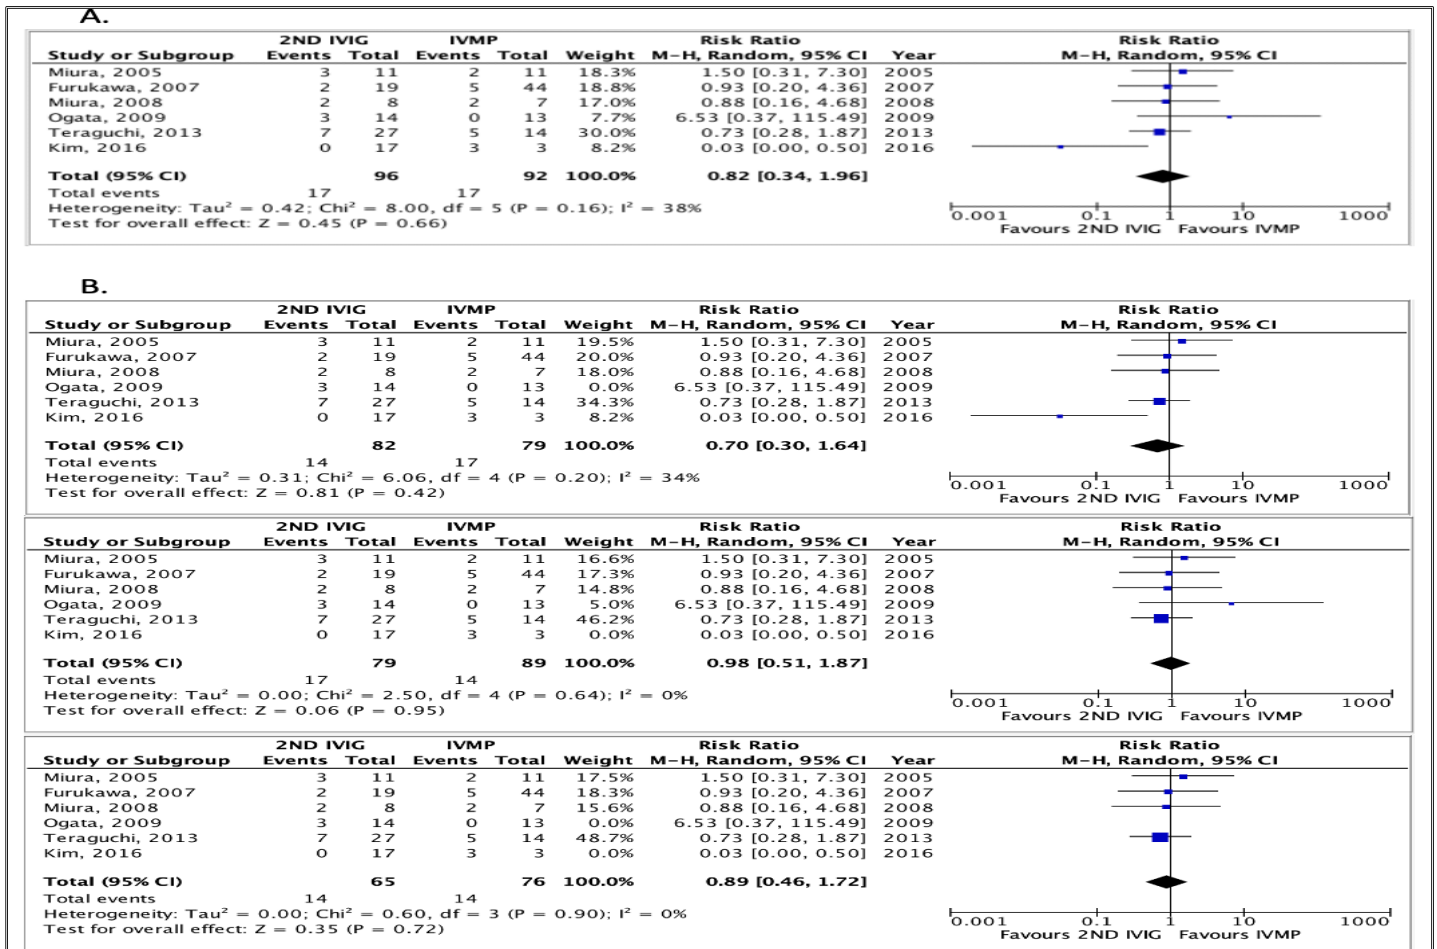 A.
2ND IVIG IVMP Risk Ratio Risk Ratio
Study or Subgroup Events Total Events Total Weight M-H, Random, 95% CI Year M-H, Random, 95% CI
Miura, 2005 3 11 2 11 18.3% 1.50 [0.31, 7.30] 2005
Furukawa, 2007 2 19 5 44 18.8% 0.93 [0.20, 4.36] 2007
Miura, 2008 2 8 2 7 17.0% 0.88 [0.16, 4.68] 2008
Ogata, 2009 3 14 0 13 7.7% 6.53 [0.37, 115.49] 2009
Teraguchi, 2013 7 27 5 14 30.0% 0.73 [0.28, 1.87] 2013
Kim, 2016 0 17 3 3 8.2% 0.03 [0.00, 0.50] 2016
Total (95% CI) 96 92 100.0% 0.82 [0.34, 1.96]
Total events 17 17
Heterogeneity: Tau² = 0.42; Chi² = 8.00, df = 5 (P = 0.16); I² = 38%
Test for overall effect: Z = 0.45 (P = 0.66)
0.001 0.1 1 10 1000
Favours 2ND IVIG Favours IVMP
B.
2ND IVIG IVMP Risk Ratio Risk Ratio
Study or Subgroup Events Total Events Total Weight M-H, Random, 95% CI Year M-H, Random, 95% CI
Miura, 2005 3 11 2 11 19.5% 1.50 [0.31, 7.30] 2005
Furukawa, 2007 2 19 5 44 20.0% 0.93 [0.20, 4.36] 2007
Miura, 2008 2 8 2 7 18.0% 0.88 [0.16, 4.68] 2008
Ogata, 2009 3 14 0 13 0.0% 6.53 [0.37, 115.49] 2009
Teraguchi, 2013 7 27 5 14 34.3% 0.73 [0.28, 1.87] 2013
Kim, 2016 0 17 3 3 8.2% 0.03 [0.00, 0.50] 2016
Total (95% CI) 82 79 100.0% 0.70 [0.30, 1.64]
Total events 14 17
Heterogeneity: Tau² = 0.31; Chi² = 6.06, df = 4 (P = 0.20); I² = 34%
Test for overall effect: Z = 0.81 (P = 0.42)
0.001 0.1 1 10 1000
Favours 2ND IVIG Favours IVMP
2ND IVIG IVMP Risk Ratio Risk Ratio
Study or Subgroup Events Total Events Total Weight M-H, Random, 95% CI Year M-H, Random, 95% CI
Miura, 2005 3 11 2 11 16.6% 1.50 [0.31, 7.30] 2005
Furukawa, 2007 2 19 5 44 17.3% 0.93 [0.20, 4.36] 2007
Miura, 2008 2 8 2 7 14.8% 0.88 [0.16, 4.68] 2008
Ogata, 2009 3 14 0 13 5.0% 6.53 [0.37, 115.49] 2009
Teraguchi, 2013 7 27 5 14 46.2% 0.73 [0.28, 1.87] 2013
Kim, 2016 0 17 3 3 0.0% 0.03 [0.00, 0.50] 2016
Total (95% CI) 79 89 100.0% 0.98 [0.51, 1.87]
Total events 17 14
Heterogeneity: Tau² = 0.00; Chi² = 2.50, df = 4 (P = 0.64); I² = 0%
Test for overall effect: Z = 0.06 (P = 0.95)
0.001 0.1 1 10 1000
Favours 2ND IVIG Favours IVMP
2ND IVIG IVMP Risk Ratio Risk Ratio
Study or Subgroup Events Total Events Total Weight M-H, Random, 95% CI Year M-H, Random, 95% CI
Miura, 2005 3 11 2 11 17.5% 1.50 [0.31, 7.30] 2005
Furukawa, 2007 2 19 5 44 18.3% 0.93 [0.20, 4.36] 2007
Miura, 2008 2 8 2 7 15.6% 0.88 [0.16, 4.68] 2008
Ogata, 2009 3 14 0 13 0.0% 6.53 [0.37, 115.49] 2009
Teraguchi, 2013 7 27 5 14 48.7% 0.73 [0.28, 1.87] 2013
Kim, 2016 0 17 3 3 0.0% 0.03 [0.00, 0.50] 2016
Total (95% CI) 65 76 100.0% 0.89 [0.46, 1.72]
Total events 14 14
Heterogeneity: Tau² = 0.00; Chi² = 0.60, df = 3 (P = 0.90); I² = 0%
Test for overall effect: Z = 0.35 (P = 0.72)
0.001 0.1 1 10 1000
Favours 2ND IVIG Favours IVMP